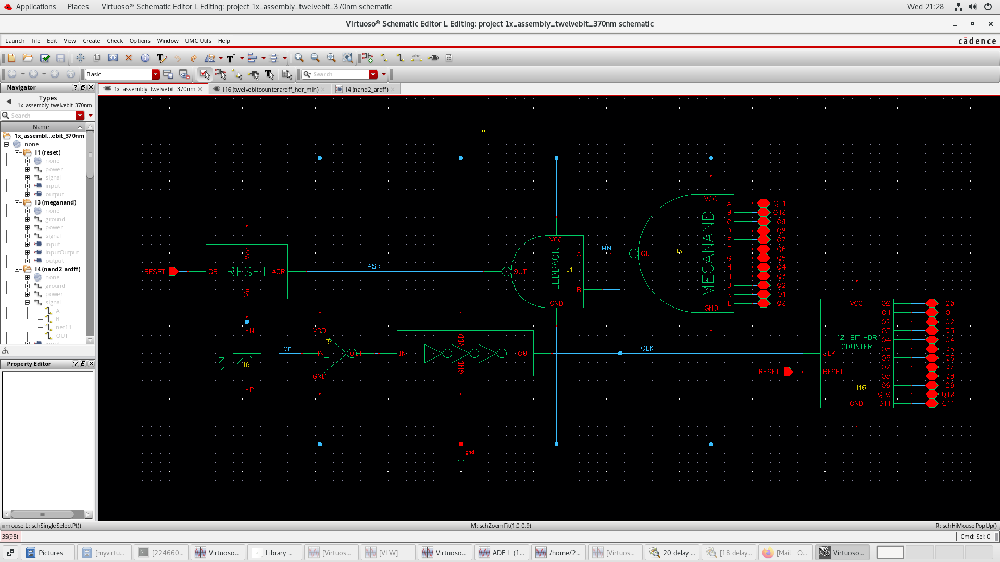 Applications Places Virtuoso® Schematic Editor L Editing: project 1x_assembly_twelvebit_370nm schematic Wed 21:28
Virtuoso® Schematic Editor L Editing: project 1x_assembly_twelvebit_370nm schematic
Launch File Edit View Create Check Options Window UMC Utils Help cādence
abc
Basic Search
Navigator
1x_assembly_twelvebit_370nm I16 (twelvebitcounterardff_hdr_min) I4 (nand2_ardff)
Types
1x_assembly_twelvebit_370nm
Search
Name
1x_assembl...ebit_370nm
none
I1 (reset)
none
power
signal
input
output
I3 (meganand)
none
ground
power
signal
input
inputOutput
output
I4 (nand2_ardff)
none
ground
power
signal
A
B
net11
OUT
input
Property Editor
RESET
GR
RESET
ASR
Vdd
Vn
ASR
N
I6
P
Vn
VDD
I5
IN
OUT
GND
IN
VDD
GND
OUT
VCC
A
OUT
FEEDBACK
I4
B
GND
MN
CLK
VCC
OUT
I3
MEGANAND
GND
A Q11
B Q10
C Q9
D Q8
E Q7
F Q6
G Q5
H Q4
I Q3
J Q2
K Q1
L Q0
VCC
12-BIT HDR
COUNTER
CLK
RESET
RESET
I16
GND
Q0 Q0
Q1 Q1
Q2 Q2
Q3 Q3
Q4 Q4
Q5 Q5
Q6 Q6
Q7 Q7
Q8 Q8
Q9 Q9
Q10 Q10
Q11 Q11
gnd
mouse L: schSingleSelectPt() M: schZoomFit(1.0 0.9) R: schHiMousePopUp()
35(98) Cmd: Sel: 0
Pictures [myvirtu... [224660... Virtuoso... Library ... [Virtuos... [VLW] Virtuoso... ADE L (1... /home/2... [Virtuos... 20 delay ... [18 delay... [Mail - O... Virtuoso...